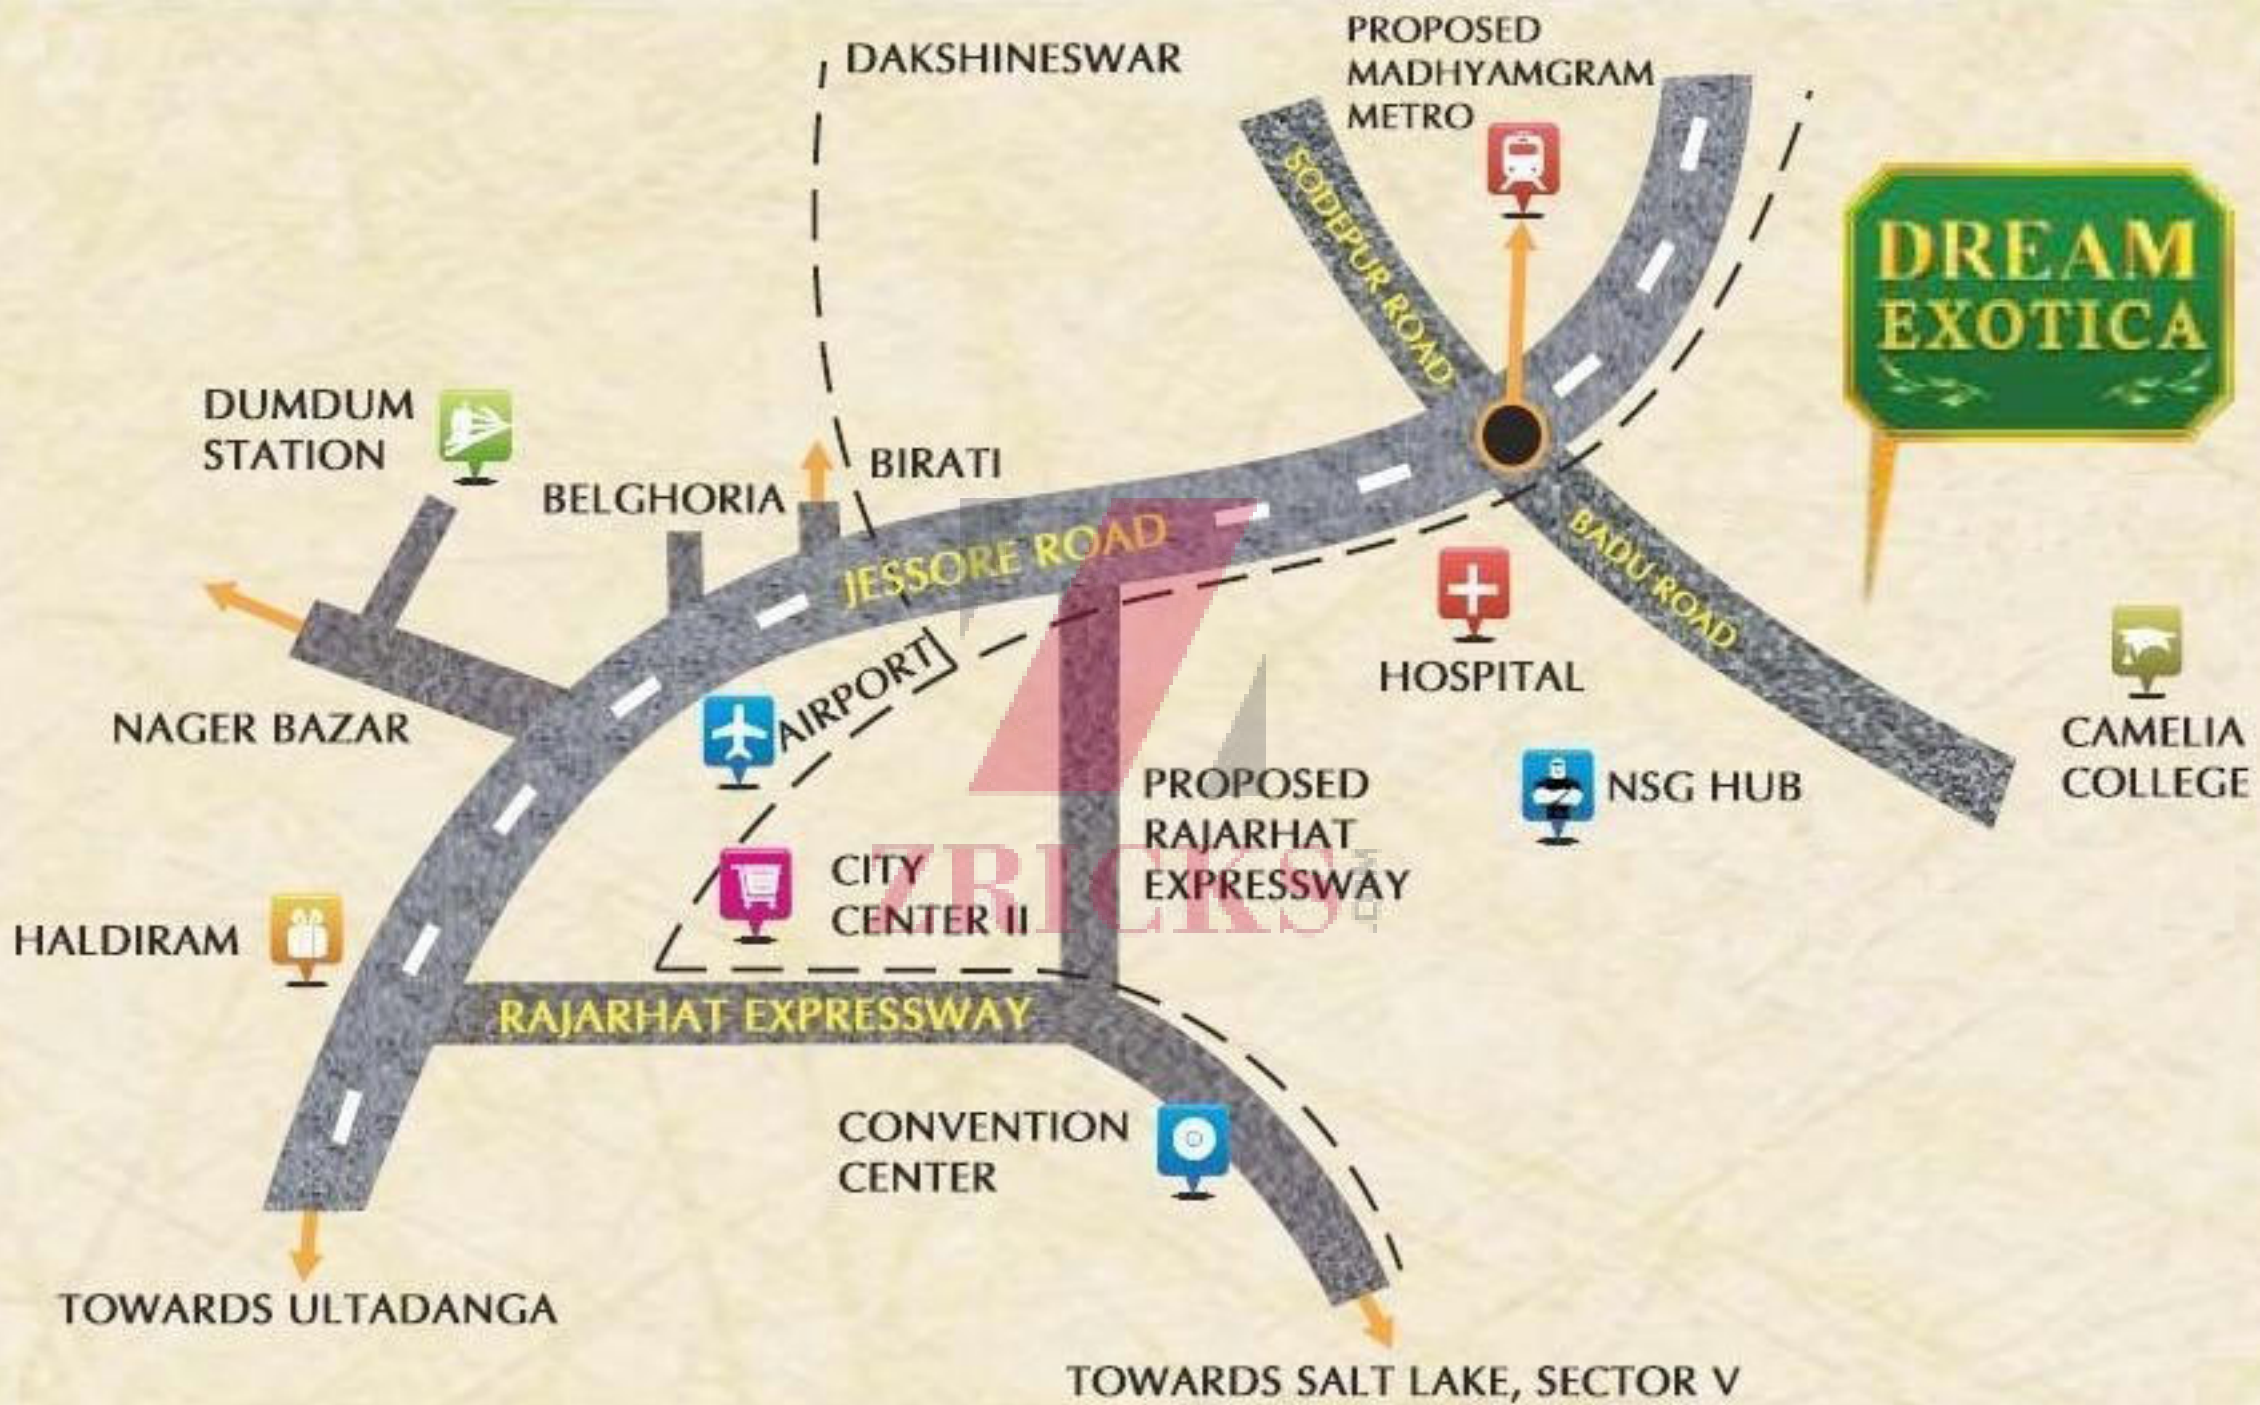 DAKSHINESWAR
PROPOSED
MADHYAMGRAM
METRO
SODEPUR ROAD
DREAM
EXOTICA
DUMDUM
STATION
BELGHORIA
BIRATI
JESSORE ROAD
BADU ROAD
HOSPITAL
AIRPORT
NAGER BAZAR
CAMELIA
COLLEGE
PROPOSED
RAJARHAT
EXPRESSWAY
NSG HUB
CITY
CENTER II
ZRICKS
.COM
HALDIRAM
RAJARHAT EXPRESSWAY
CONVENTION
CENTER
TOWARDS ULTADANGA
TOWARDS SALT LAKE, SECTOR V